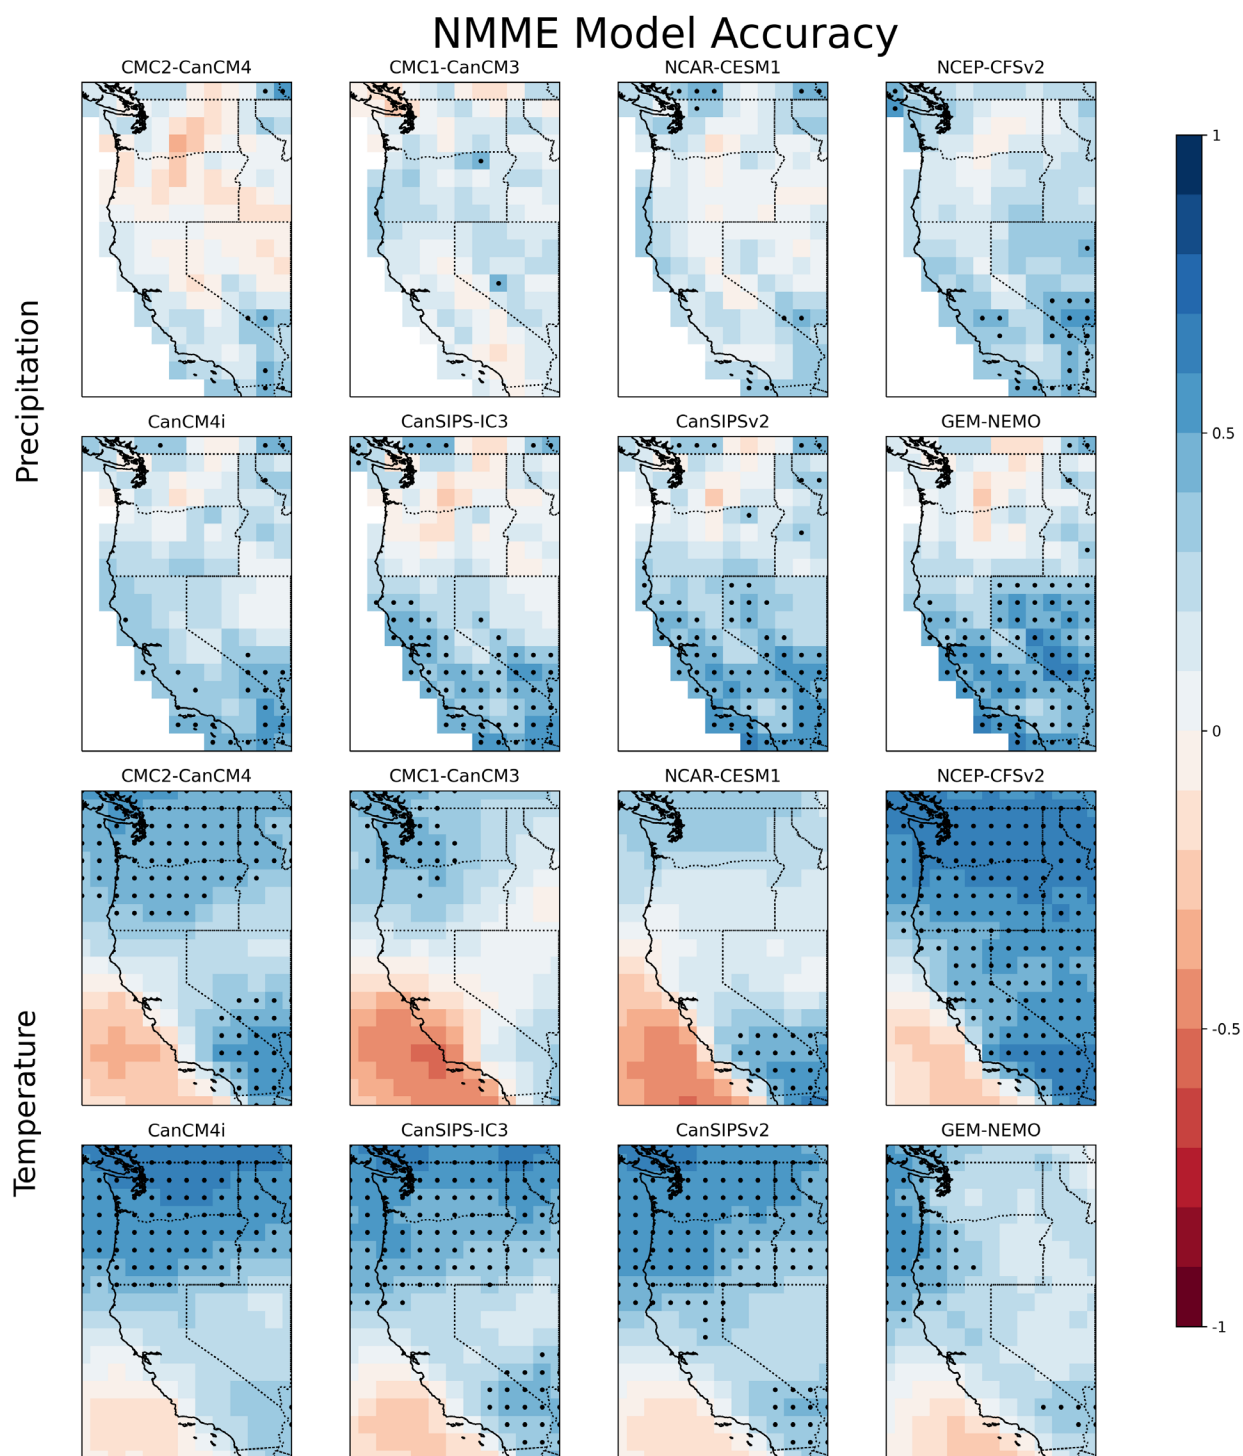 NMME Model Accuracy
CMC2-CanCM4
CMC1-CanCM3
NCAR-CESM1
NCEP-CFSv2
Precipitation
CanCM4i
CanSIPS-IC3
CanSIPSv2
GEM-NEMO
CMC2-CanCM4
CMC1-CanCM3
NCAR-CESM1
NCEP-CFSv2
Temperature
CanCM4i
CanSIPS-IC3
CanSIPSv2
GEM-NEMO
1
0.5
0
-0.5
-1